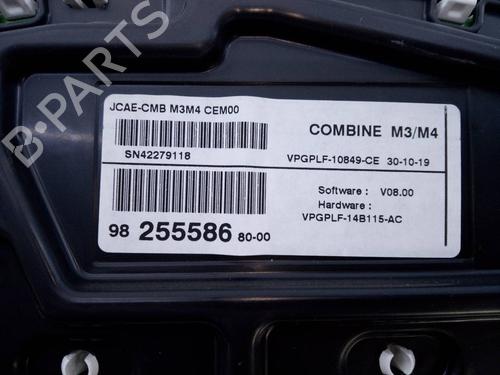 JCAE-CMB M3M4 CEM00
COMBINE M3/M4
SN42279118
VPGPLF-10849-CE 30-10-19
Software : V08.00
Hardware :
VPGPLF-14B115-AC
98 255586 80-00
B-PARTS